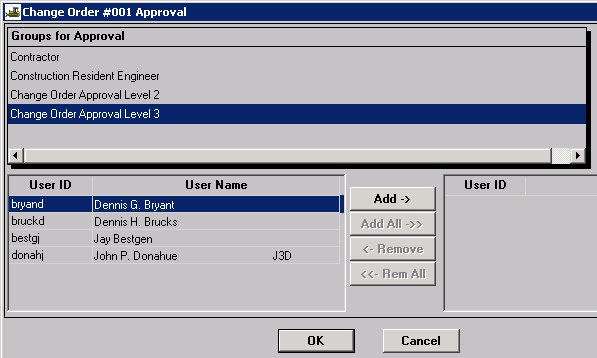 Change Order #001 Approval
Groups for Approval
Contractor
Construction Resident Engineer
Change Order Approval Level 2
Change Order Approval Level 3
User ID User Name
bryand Dennis G. Bryant
bruckd Dennis H. Brucks
bestgj Jay Bestgen
donahj John P. Donahue J3D
Add ->
Add All ->>
<- Remove
<<- Rem All
User ID
OK Cancel